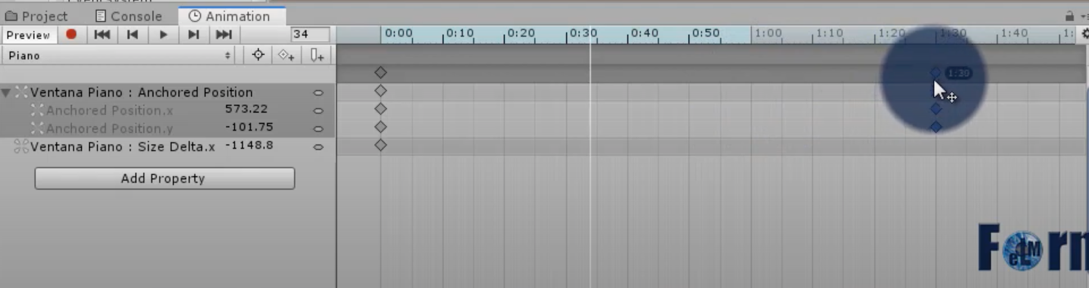 Project Console Animation
Preview 34 0:00 0:10 0:20 0:30 0:40 0:50 1:00 1:10 1:20 1:30 1:40
Piano
1:30
Ventana Piano : Anchored Position
Anchored Position.x 573.22
Anchored Position.y -101.75
Ventana Piano : Size Delta.x -1148.8
Add Property